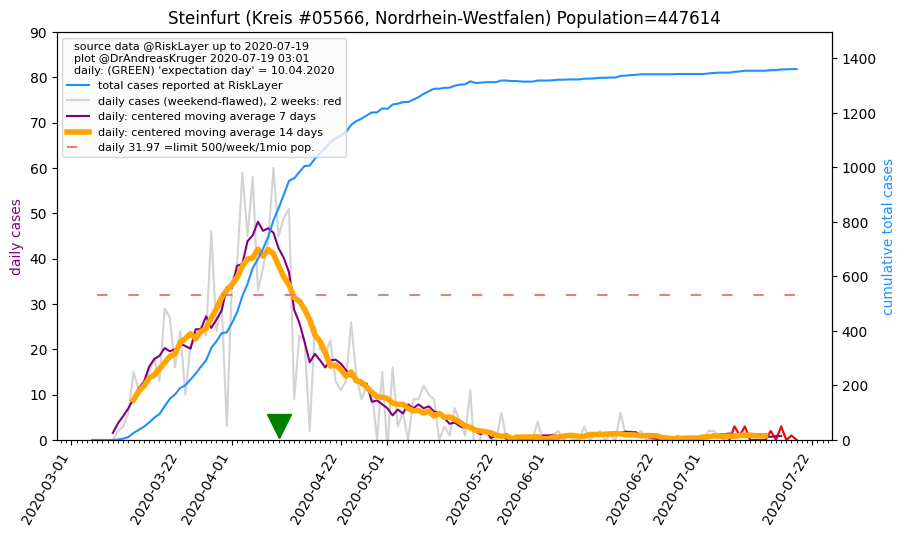 Steinfurt (Kreis #05566, Nordrhein-Westfalen) Population=447614
source data @RiskLayer up to 2020-07-19
plot @DrAndreasKruger 2020-07-19 03:01
daily: (GREEN) 'expectation day' = 10.04.2020
total cases reported at RiskLayer
daily cases (weekend-flawed), 2 weeks: red
daily: centered moving average 7 days
daily: centered moving average 14 days
daily 31.97 =limit 500/week/1mio pop.
daily cases
90
80
70
60
50
40
30
20
10
0
1400
1200
1000
800
600
400
200
0
cumulative total cases
2020-03-01
2020-03-22
2020-04-01
2020-04-22
2020-05-01
2020-05-22
2020-06-01
2020-06-22
2020-07-01
2020-07-22